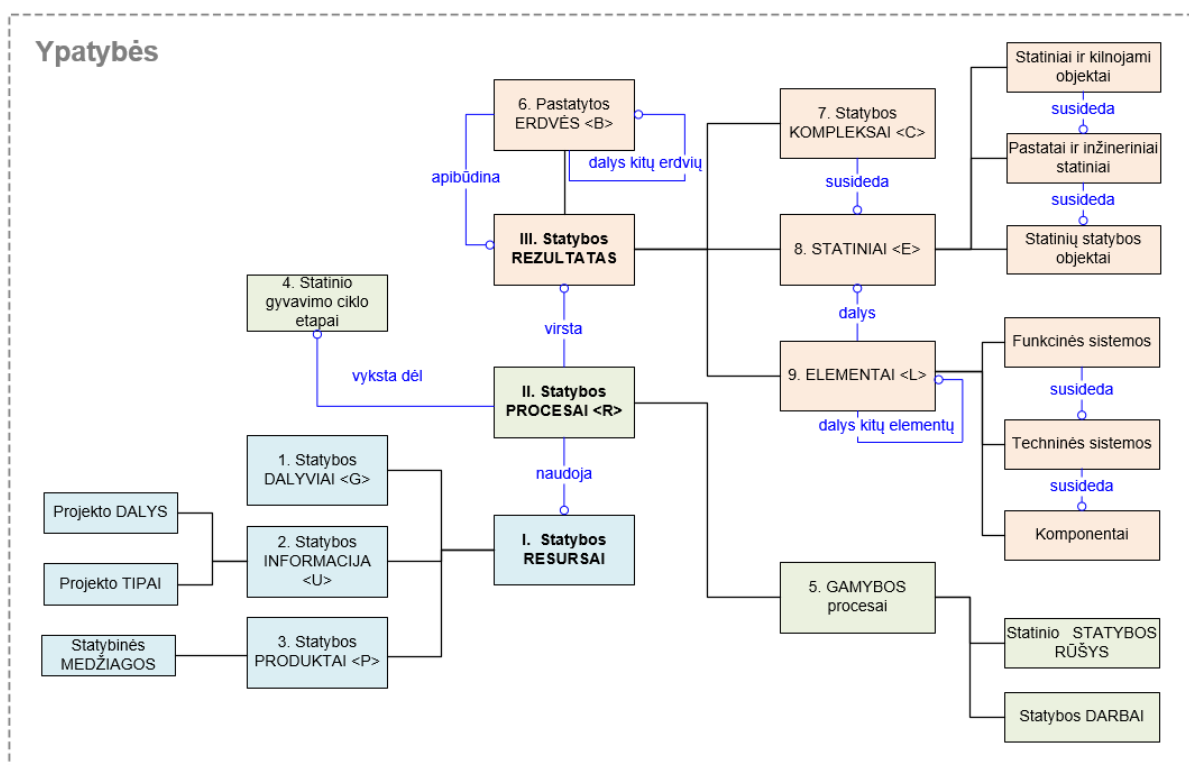 Ypatybės
6. Pastatytos
ERDVĖS <B>
dalys kitų erdvių
apibūdina
III. Statybos
REZULTATAS
7. Statybos
KOMPLEKSAI <C>
susideda
8. STATINIAI <E>
dalys
9. ELEMENTAI <L>
dalys kitų elementų
Statiniai ir kilnojami
objektai
susideda
Pastatai ir inžineriniai
statiniai
susideda
Statinių statybos
objektai
Funkcinės sistemos
susideda
Techninės sistemos
susideda
Komponentai
4. Statinio
gyvavimo ciklo
etapai
virsta
vyksta dėl
II. Statybos
PROCESAI <R>
naudoja
1. Statybos
DALYVIAI <G>
Projekto DALYS
2. Statybos
INFORMACIJA
<U>
I. Statybos
RESURSAI
Projekto TIPAI
Statybinės
MEDŽIAGOS
3. Statybos
PRODUKTAI <P>
5. GAMYBOS
procesai
Statinio STATYBOS
RŪŠYS
Statybos DARBAI